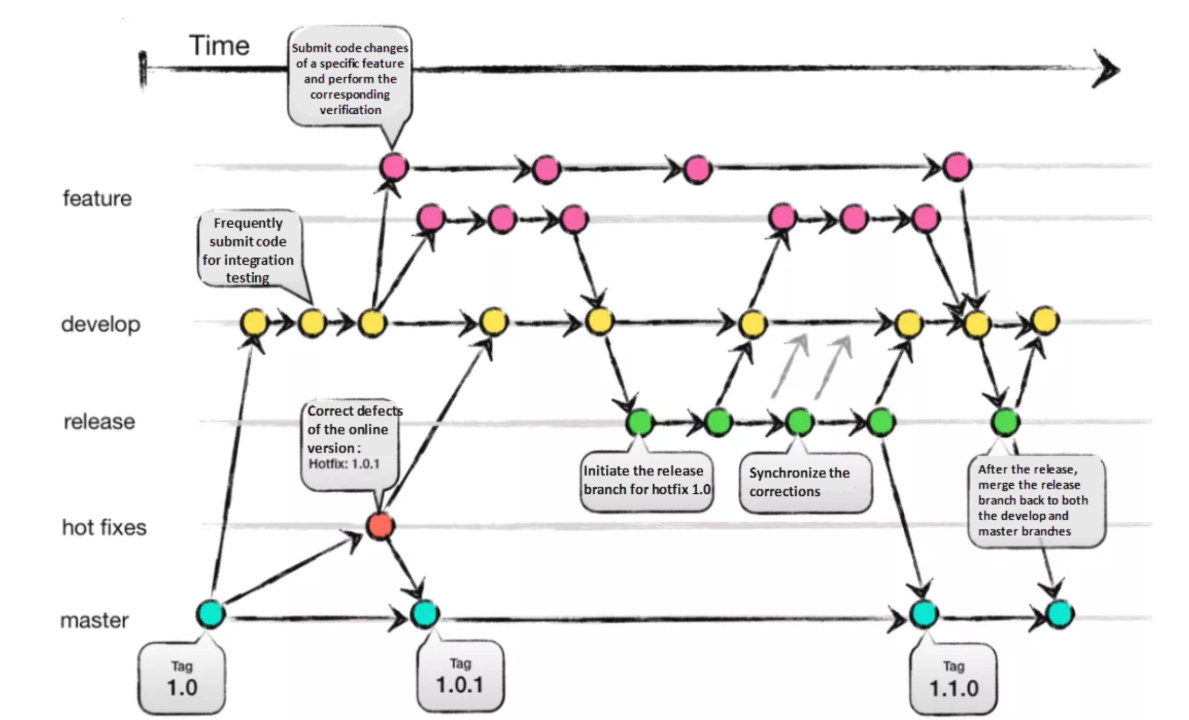 Time
Submit code changes
of a specific feature
and perform the
corresponding
verification
feature
Frequently
submit code
for integration
testing
develop
release
Correct defects
of the online
version :
Hotfix: 1.0.1
Initiate the release
branch for hotfix 1.0
Synchronize the
corrections
After the release,
merge the release
branch back to both
the develop and
master branches
hot fixes
master
Tag
1.0
Tag
1.0.1
Tag
1.1.0